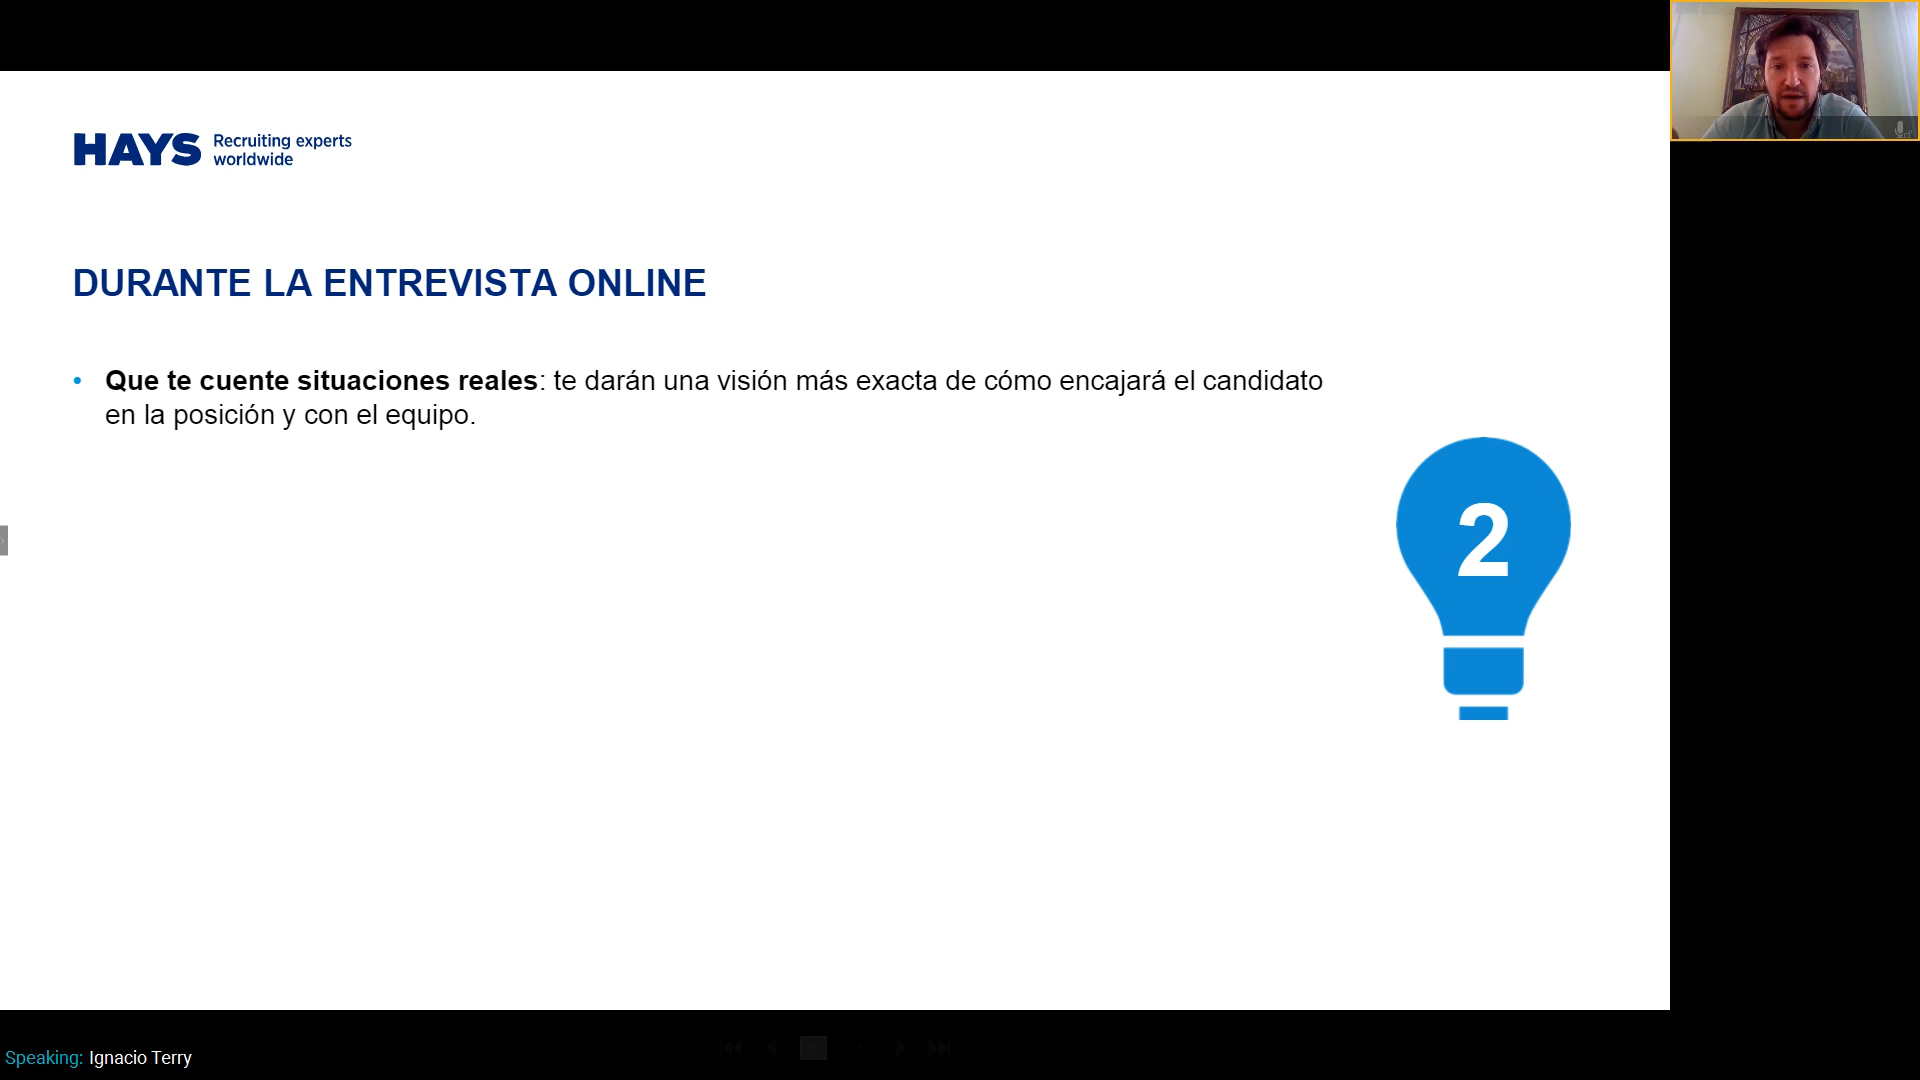 HAYS Recruiting experts
worldwide
DURANTE LA ENTREVISTA ONLINE
• Que te cuente situaciones reales: te darán una visión más exacta de cómo encajará el candidato
en la posición y con el equipo.
2
Speaking: Ignacio Terry